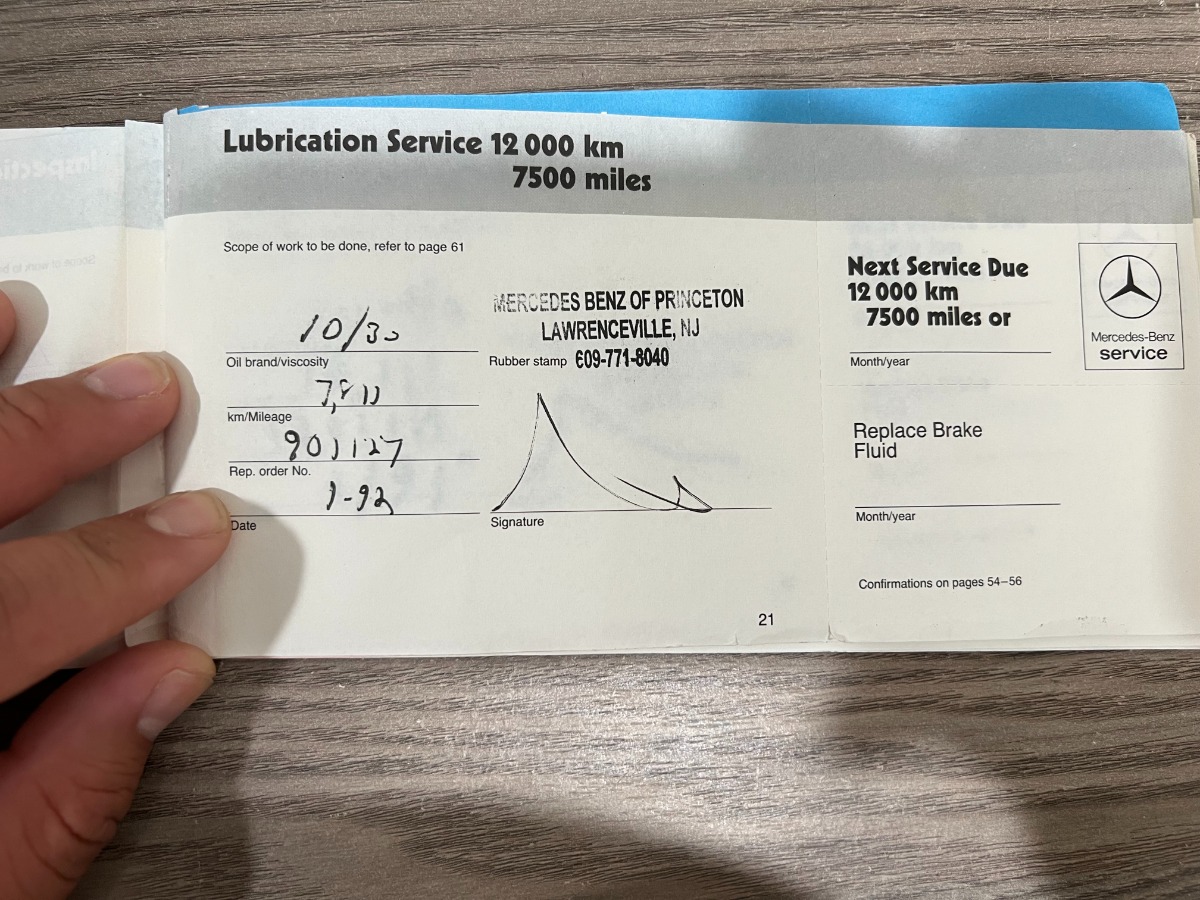 Lubrication Service 12 000 km
7500 miles
Scope of work to be done, refer to page 61
10/30
Oil brand/viscosity
7,811
km/Mileage
901127
Rep. order No.
1-92
Date
MERCEDES BENZ OF PRINCETON
LAWRENCEVILLE, NJ
Rubber stamp 609-771-8040
Signature
21
Next Service Due
12 000 km
7500 miles or
Month/year
Replace Brake
Fluid
Month/year
Confirmations on pages 54–56
Mercedes-Benz
service